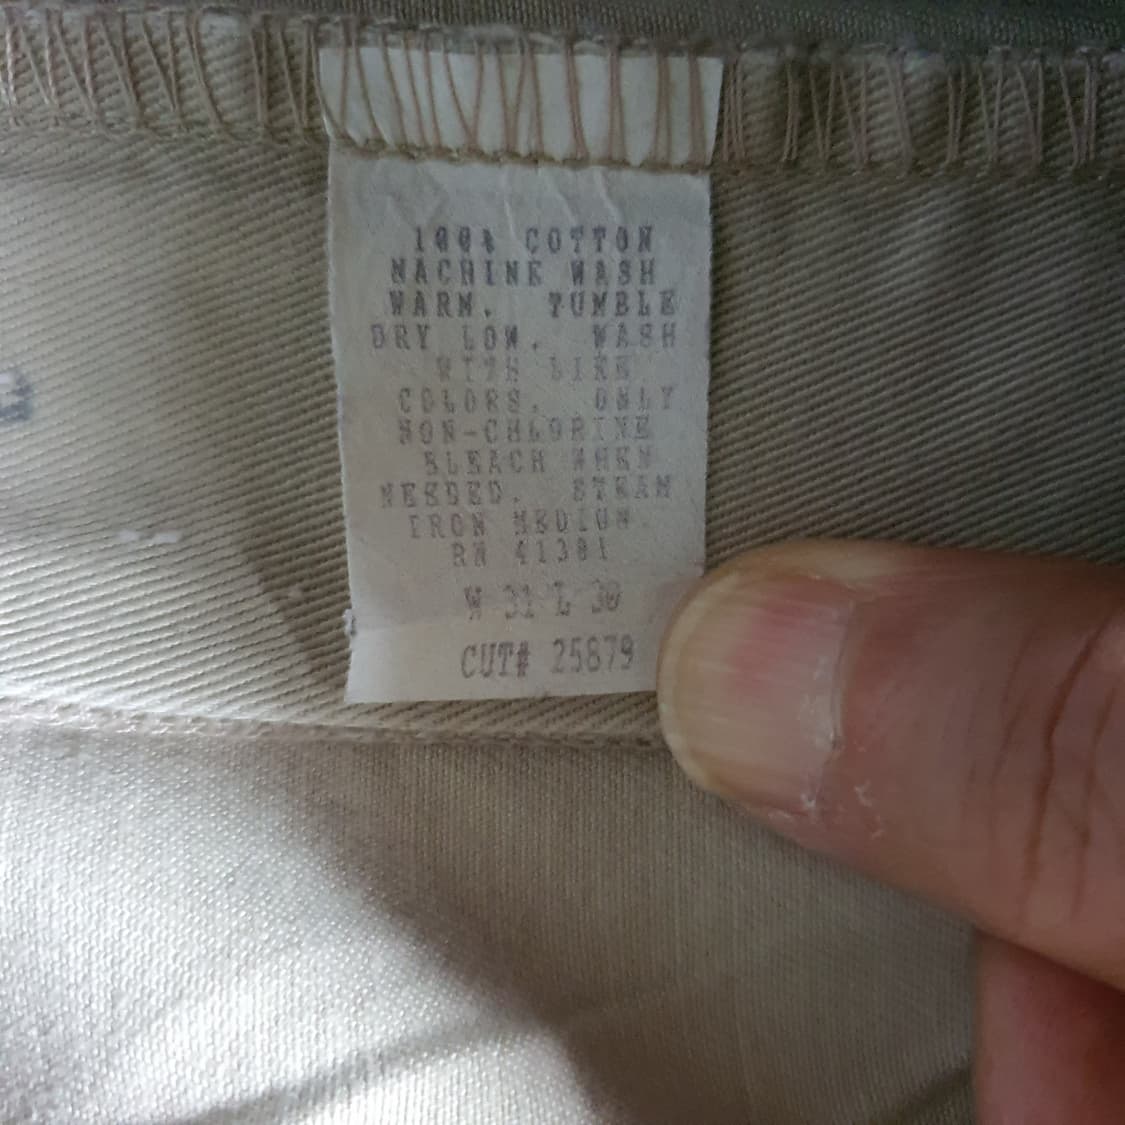 100% COTTON
MACHINE WASH
WARM. TUMBLE
DRY LOW. WASH
WITH LIKE
COLORS. ONLY
NON-CHLORINE
BLEACH WHEN
NEEDED. STEAM
IRON MEDIUM.
RN 41381
W 31 L 30
CUT# 25879